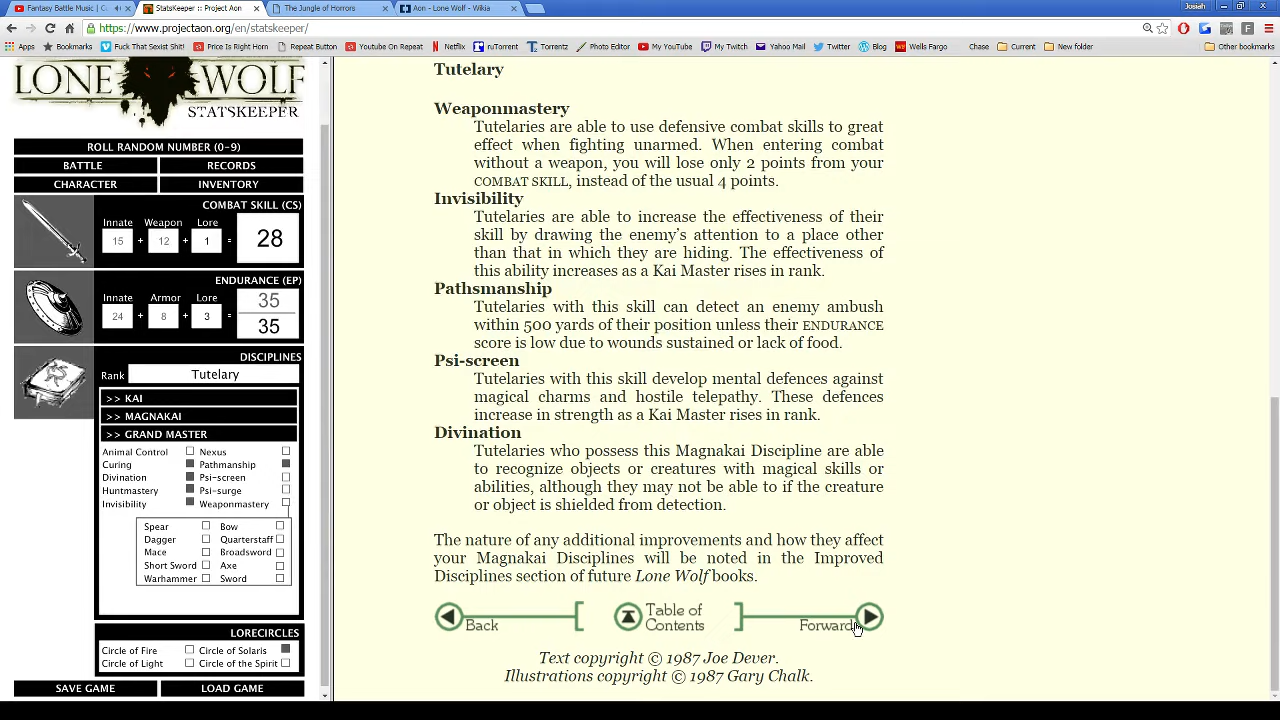 Fantasy Battle Music | C
StatsKeeper | Project Aon
The Jungle of Horrors
Aon - Lone Wolf - Wikia
Josiah
https://www.projectaon.org/en/statskeeper/
Apps
Bookmarks
Fuck That Sexist Shit!
Price Is Right Horn
Repeat Button
Youtube On Repeat
Netflix
ruTorrent
Torrentz
Photo Editor
My YouTube
My Twitch
Yahoo Mail
Twitter
Blog
Wells Fargo
Chase
Current
New folder
Other bookmarks
LONE WOLF
STATSKEEPER
ROLL RANDOM NUMBER (0-9)
BATTLE
RECORDS
CHARACTER
INVENTORY
COMBAT SKILL (CS)
Innate Weapon Lore
15 + 12 + 1 = 28
ENDURANCE (EP)
Innate Armor Lore
35
24 + 8 + 3 =
35
DISCIPLINES
Rank Tutelary
>> KAI
>> MAGNAKAI
>> GRAND MASTER
Animal Control Nexus
Curing Pathmanship
Divination Psi-screen
Huntmastery Psi-surge
Invisibility Weaponmastery
Spear Bow
Dagger Quarterstaff
Mace Broadsword
Short Sword Axe
Warhammer Sword
LORECIRCLES
Circle of Fire Circle of Solaris
Circle of Light Circle of the Spirit
SAVE GAME
LOAD GAME
Tutelary
Weaponmastery
Tutelaries are able to use defensive combat skills to great
effect when fighting unarmed. When entering combat
without a weapon, you will lose only 2 points from your
COMBAT SKILL, instead of the usual 4 points.
Invisibility
Tutelaries are able to increase the effectiveness of their
skill by drawing the enemy's attention to a place other
than that in which they are hiding. The effectiveness of
this ability increases as a Kai Master rises in rank.
Pathsmanship
Tutelaries with this skill can detect an enemy ambush
within 500 yards of their position unless their ENDURANCE
score is low due to wounds sustained or lack of food.
Psi-screen
Tutelaries with this skill develop mental defences against
magical charms and hostile telepathy. These defences
increase in strength as a Kai Master rises in rank.
Divination
Tutelaries who possess this Magnakai Discipline are able
to recognize objects or creatures with magical skills or
abilities, although they may not be able to if the creature
or object is shielded from detection.
The nature of any additional improvements and how they affect
your Magnakai Disciplines will be noted in the Improved
Disciplines section of future Lone Wolf books.
Back
Table of
Contents
Forward
Text copyright © 1987 Joe Dever.
Illustrations copyright © 1987 Gary Chalk.